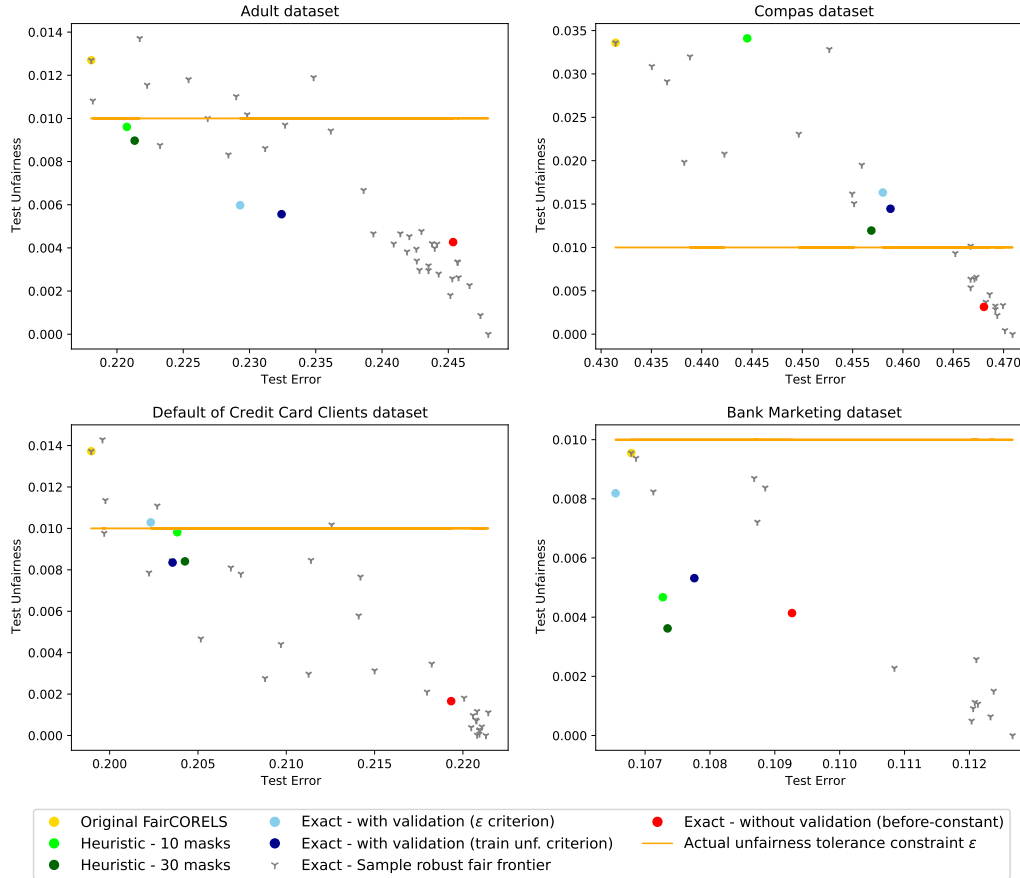 Adult dataset
0.014
0.012
0.010
0.008
0.006
0.004
0.002
0.000
Test Unfairness
0.220
0.225
0.230
0.235
0.240
0.245
Test Error
Compas dataset
0.035
0.030
0.025
0.020
0.015
0.010
0.005
0.000
Test Unfairness
0.430
0.435
0.440
0.445
0.450
0.455
0.460
0.465
0.470
Test Error
Default of Credit Card Clients dataset
0.014
0.012
0.010
0.008
0.006
0.004
0.002
0.000
Test Unfairness
0.200
0.205
0.210
0.215
0.220
Test Error
Bank Marketing dataset
0.010
0.008
0.006
0.004
0.002
0.000
Test Unfairness
0.107
0.108
0.109
0.110
0.111
0.112
Test Error
Original FairCORELS
Heuristic - 10 masks
Heuristic - 30 masks
Exact - with validation (ε criterion)
Exact - with validation (train unf. criterion)
Exact - Sample robust fair frontier
Exact - without validation (before-constant)
Actual unfairness tolerance constraint ε